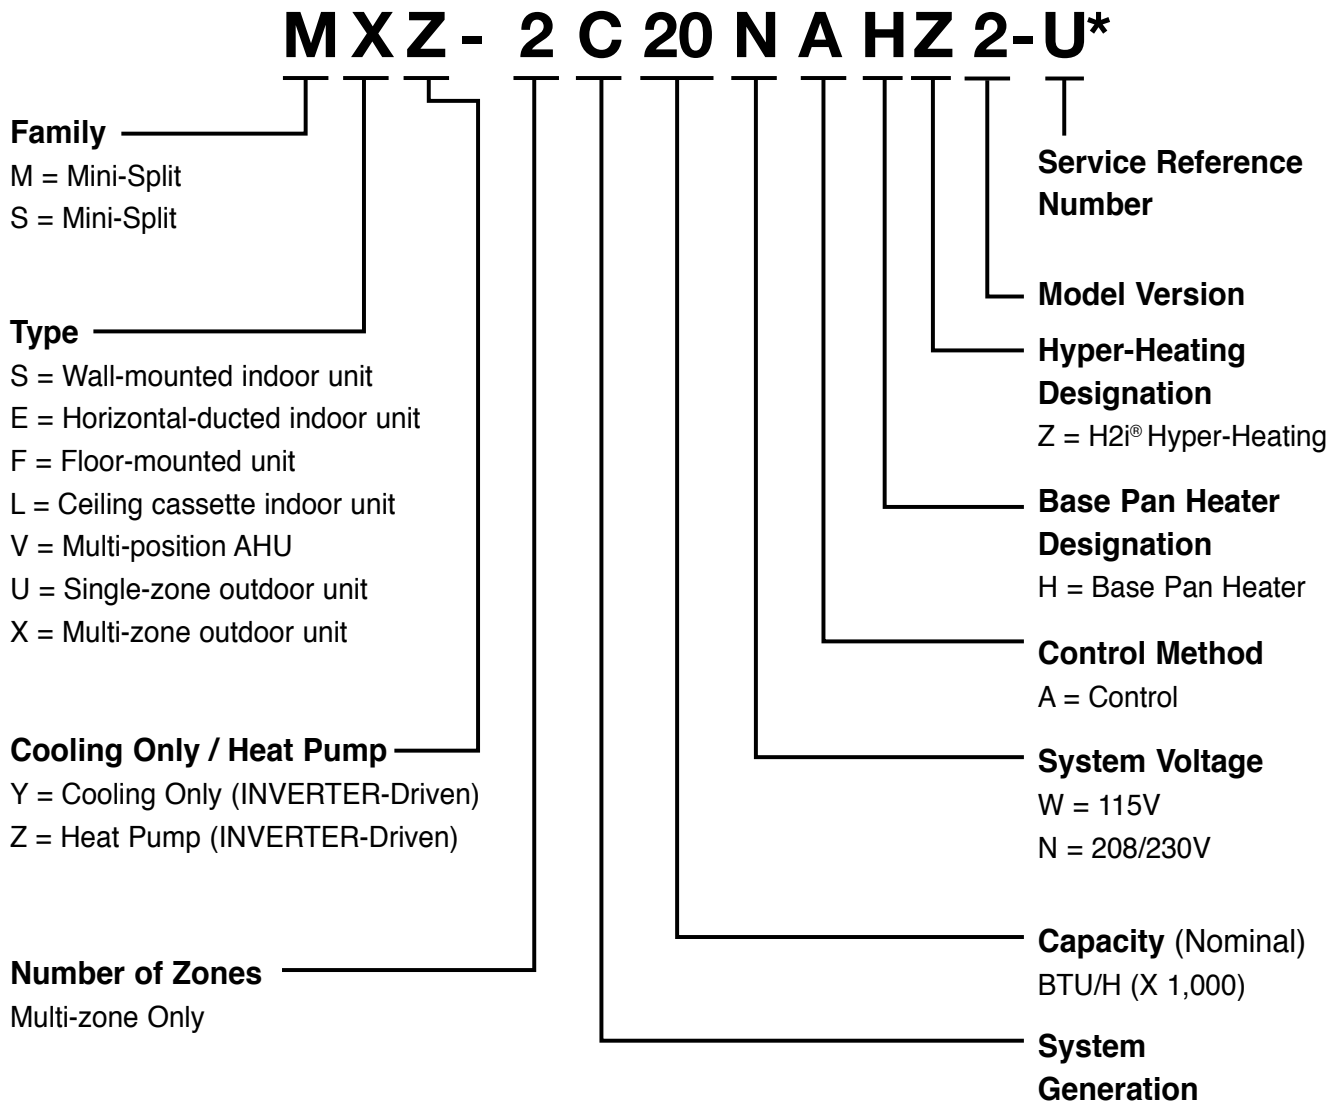 MXZ-2C20NAHZ2-U*
Family
M = Mini-Split
S = Mini-Split
Type
S = Wall-mounted indoor unit
E = Horizontal-ducted indoor unit
F = Floor-mounted unit
L = Ceiling cassette indoor unit
V = Multi-position AHU
U = Single-zone outdoor unit
X = Multi-zone outdoor unit
Cooling Only / Heat Pump
Y = Cooling Only (INVERTER-Driven)
Z = Heat Pump (INVERTER-Driven)
Number of Zones
Multi-zone Only
Service Reference
Number
Model Version
Hyper-Heating
Designation
Z = H2i® Hyper-Heating
Base Pan Heater
Designation
H = Base Pan Heater
Control Method
A = Control
System Voltage
W = 115V
N = 208/230V
Capacity (Nominal)
BTU/H (X 1,000)
System
Generation